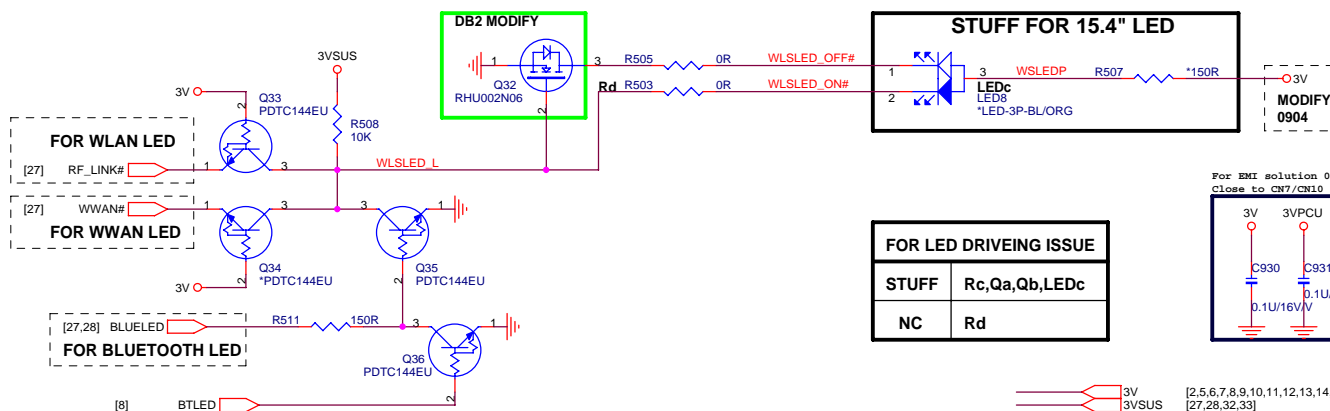 DB2 MODIFY
STUFF FOR 15.4" LED
3VSUS
1
3
R505
0R
WLSLED_OFF#
Q32
RHU002N06
2
Rd
R503
0R
WLSLED_ON#
1
2
3
WSLEDP
LEDc
LED8
*LED-3P-BL/ORG
R507
*150R
3V
MODIFY
0904
3V
2
Q33
PDTC144EU
R508
10K
FOR WLAN LED
[27]
RF_LINK#
1
3
WLSLED_L
[27]
WWAN#
1
3
3
1
FOR WWAN LED
Q34
*PDTC144EU
2
3V
Q35
PDTC144EU
2
[27,28]
BLUELED
R511
150R
3
1
FOR BLUETOOTH LED
Q36
PDTC144EU
2
[8]
BTLED
FOR LED DRIVEING ISSUE
STUFF
Rc,Qa,Qb,LEDc
NC
Rd
For EMI solution 0
Close to CN7/CN10
3V
3VPCU
C930
C931
0.1U/16V/V
0.1U/
3V
[2,5,6,7,8,9,10,11,12,13,14
3VSUS
[27,28,32,33]